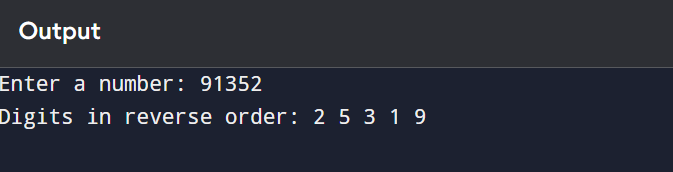 Output
Enter a number: 91352
Digits in reverse order: 2 5 3 1 9